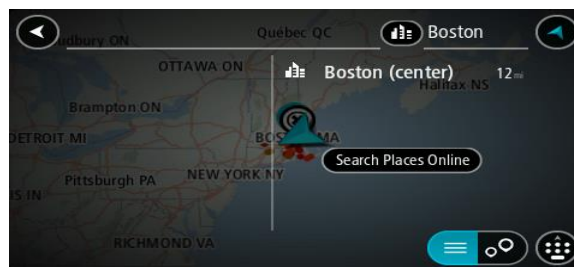 Boston
udbury ON
Québec QC
OTTAWA ON
Boston (center) 12 mi
Halifax NS
Brampton ON
DETROIT MI
BOS MA
Search Places Online
Pittsburgh PA
NEW YORK NY
IS IN
RICHMOND VA